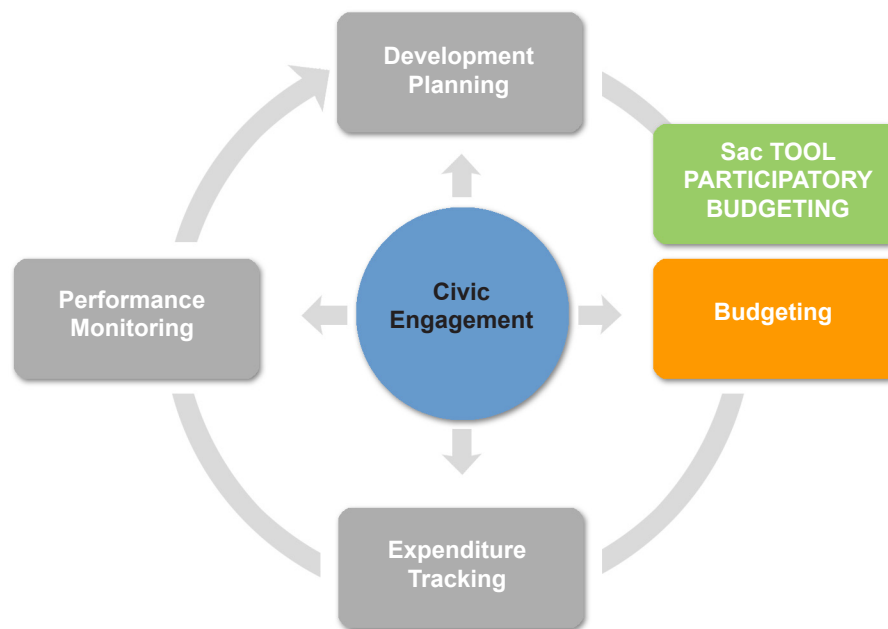 Development
Planning
Sac TOOL
PARTICIPATORY
BUDGETING
Performance
Monitoring
Civic
Engagement
Budgeting
Expenditure
Tracking